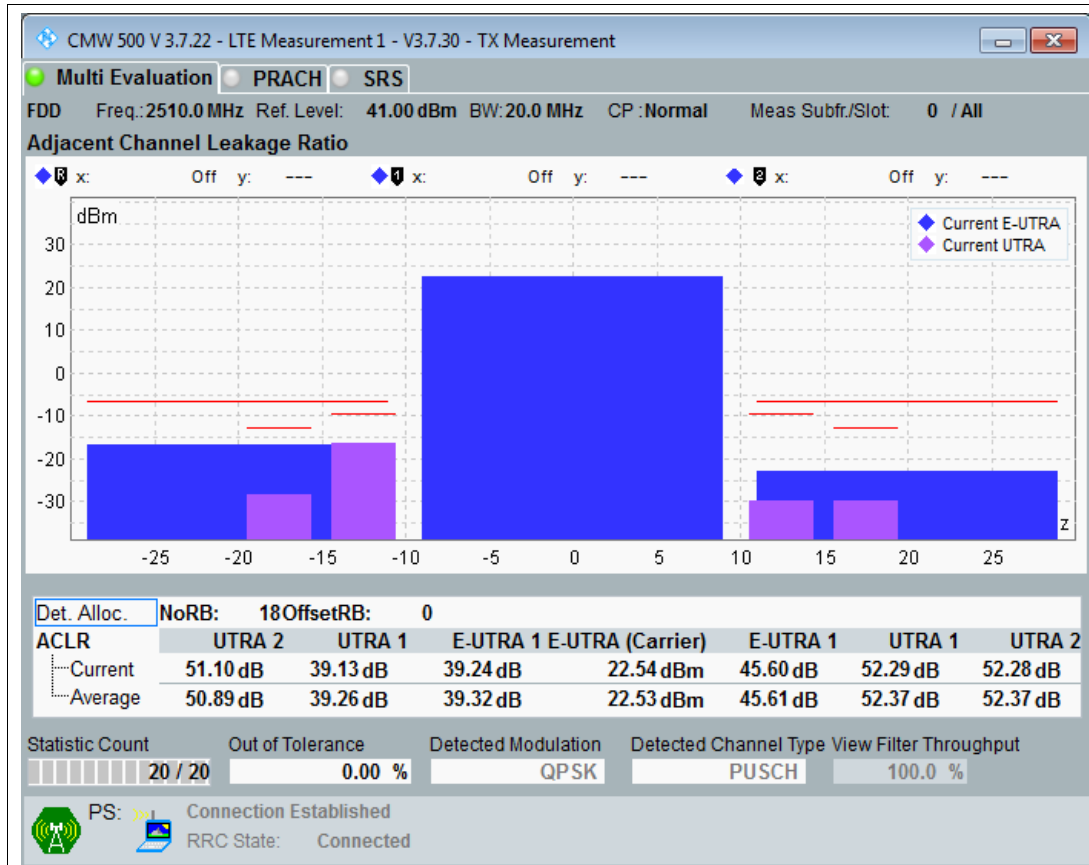 CMW 500 V 3.7.22 - LTE Measurement 1 - V3.7.30 - TX Measurement
Multi Evaluation PRACH SRS
FDD Freq.: 2510.0 MHz Ref. Level: 41.00 dBm BW: 20.0 MHz CP : Normal Meas Subfr./Slot: 0 / All
Adjacent Channel Leakage Ratio
R x: Off y: --- 1 x: Off y: --- 2 x: Off y: ---
dBm
Current E-UTRA
Current UTRA
30
20
10
0
-10
-20
-30
z
-25 -20 -15 -10 -5 0 5 10 15 20 25
Det. Alloc. NoRB: 18 OffsetRB: 0
ACLR UTRA 2 UTRA 1 E-UTRA 1 E-UTRA (Carrier) E-UTRA 1 UTRA 1 UTRA 2
Current 51.10 dB 39.13 dB 39.24 dB 22.54 dBm 45.60 dB 52.29 dB 52.28 dB
Average 50.89 dB 39.26 dB 39.32 dB 22.53 dBm 45.61 dB 52.37 dB 52.37 dB
Statistic Count Out of Tolerance Detected Modulation Detected Channel Type View Filter Throughput
20 / 20 0.00 % QPSK PUSCH 100.0 %
PS: Connection Established
RRC State: Connected